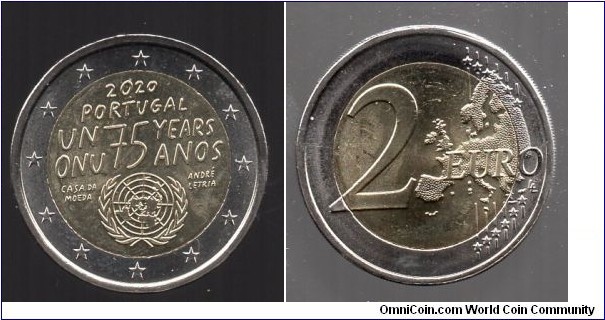 2020
PORTUGAL
UN 75 YEARS
ONU ANOS
CASA DA
MOEDA
ANDRÉ
LETRIA
2 EURO
OmniCoin.com World Coin Community